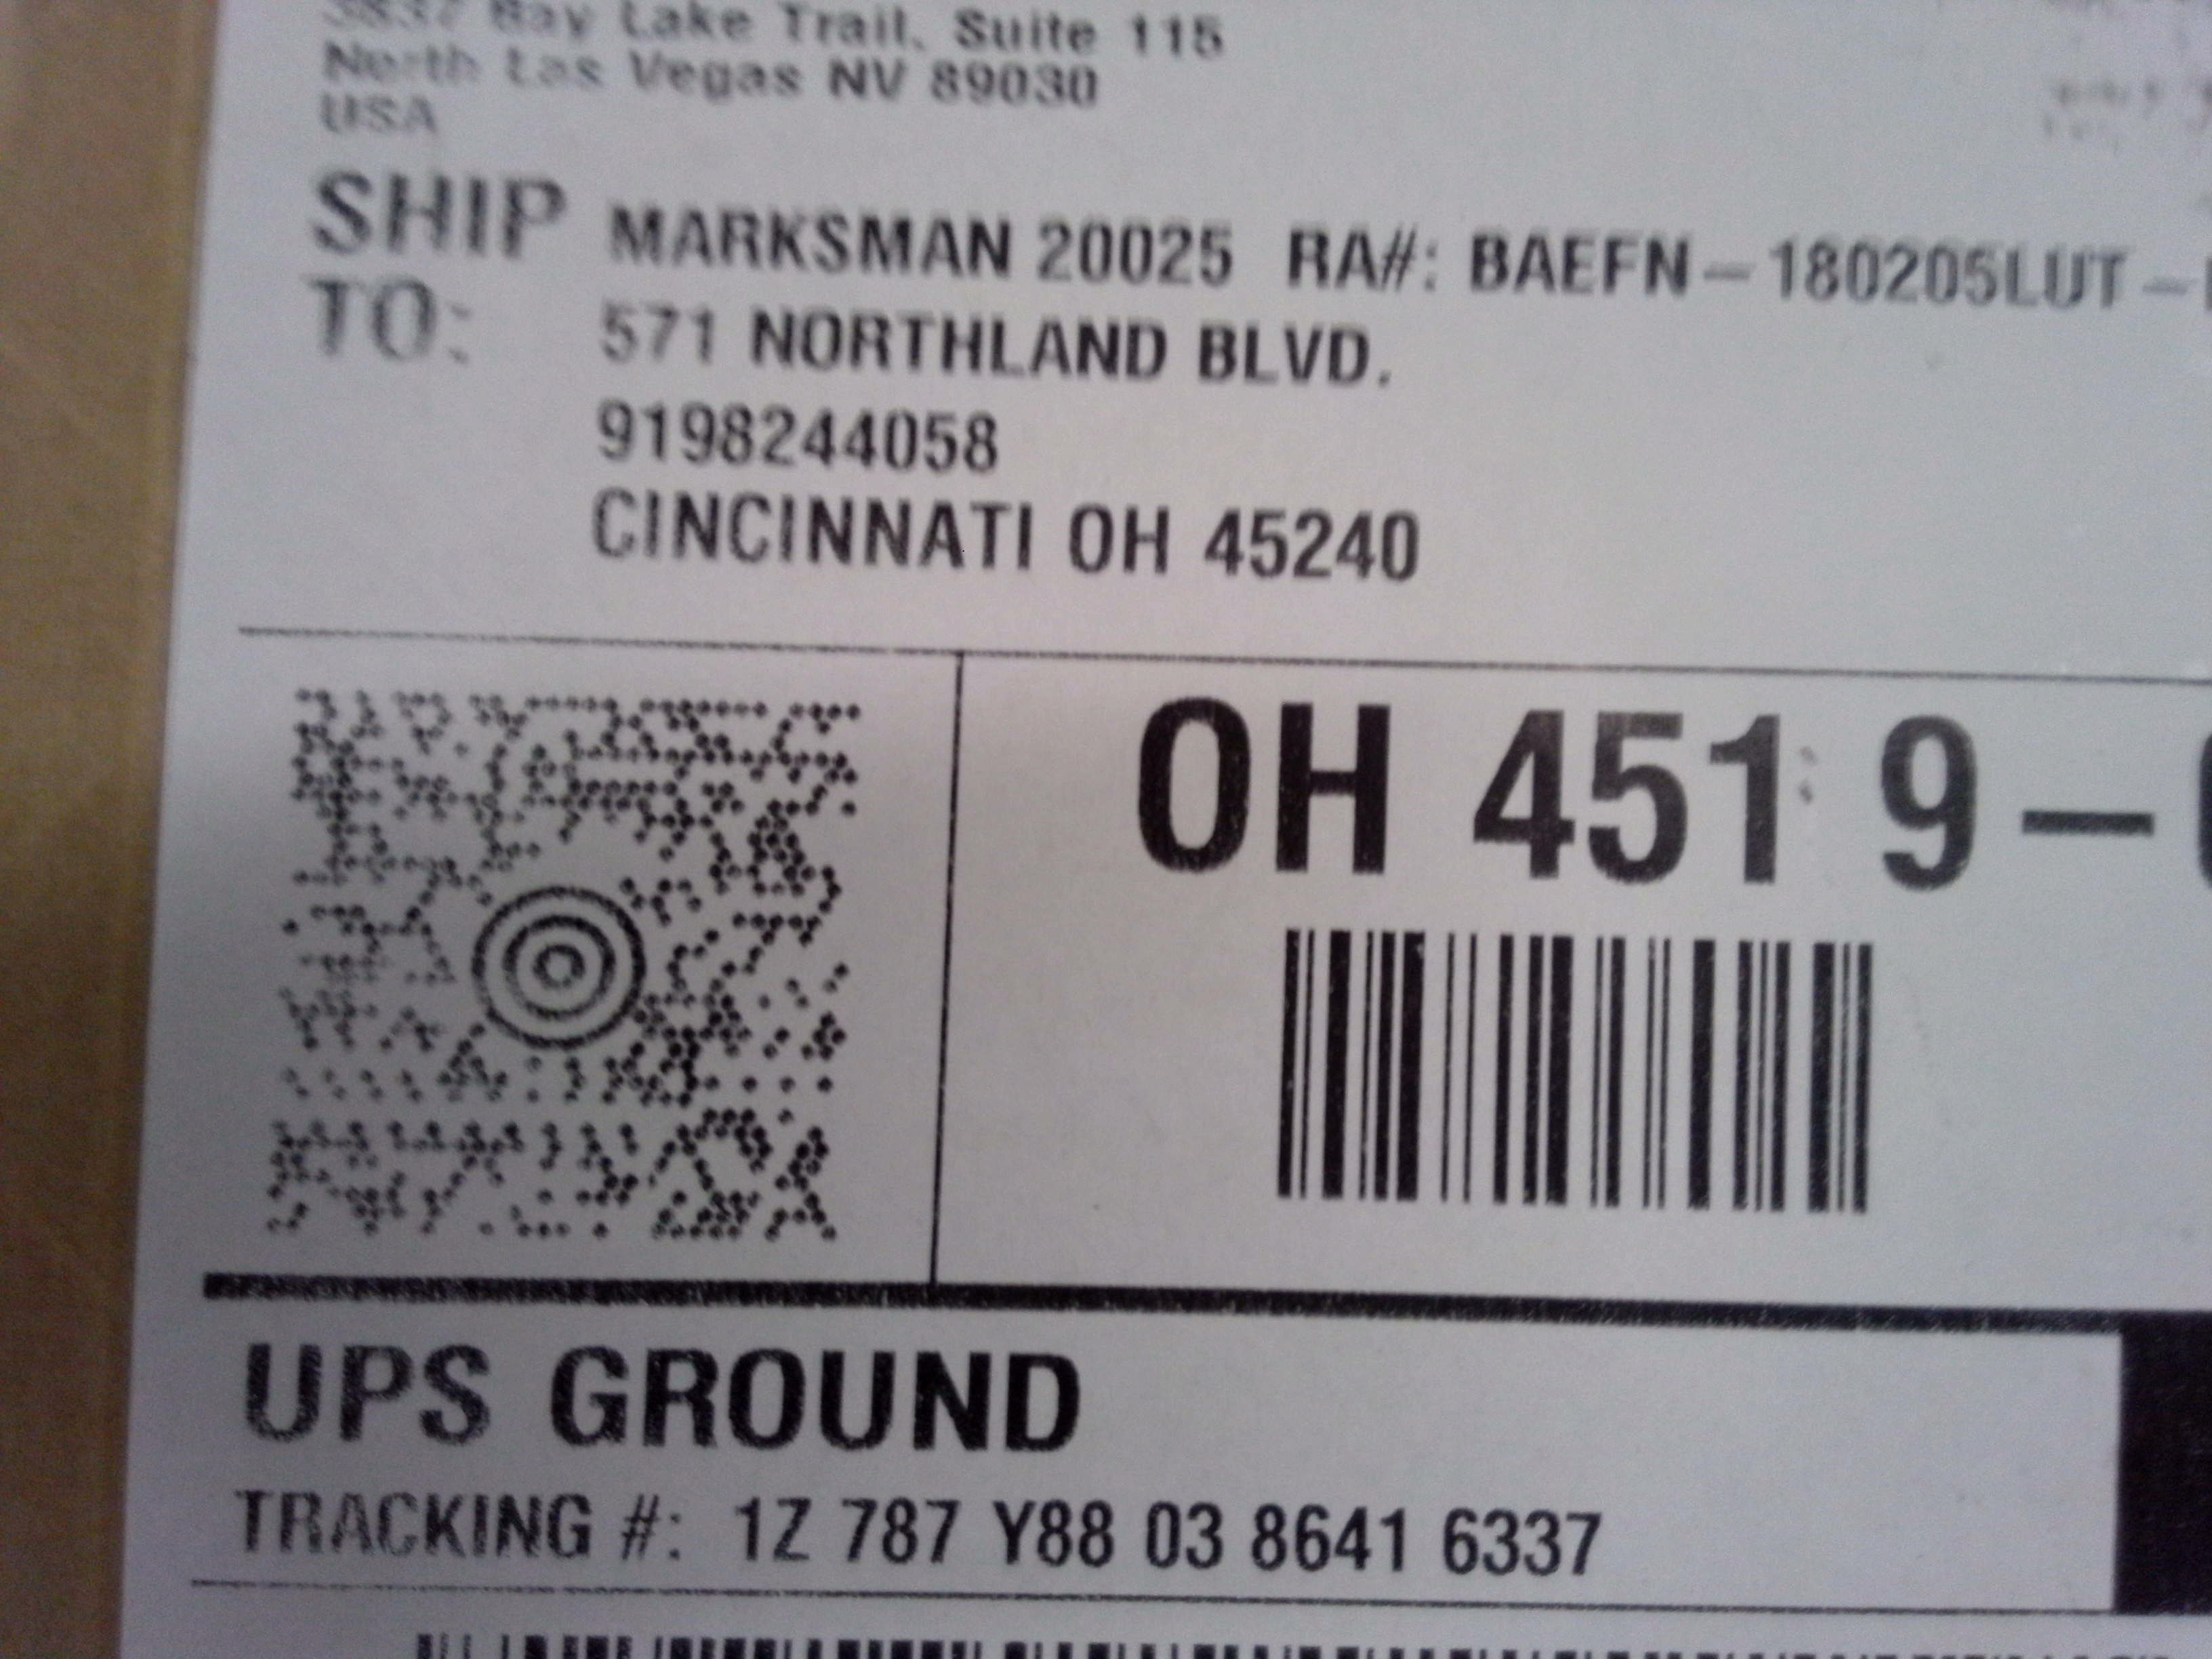 3837 Bay Lake Trail, Suite 115
North Las Vegas NV 89030
USA
SHIP TO:
MARKSMAN 20025 RA#: BAEFN-180205LUT-
571 NORTHLAND BLVD.
9198244058
CINCINNATI OH 45240
OH 451 9-
UPS GROUND
TRACKING #: 1Z 787 Y88 03 8641 6337